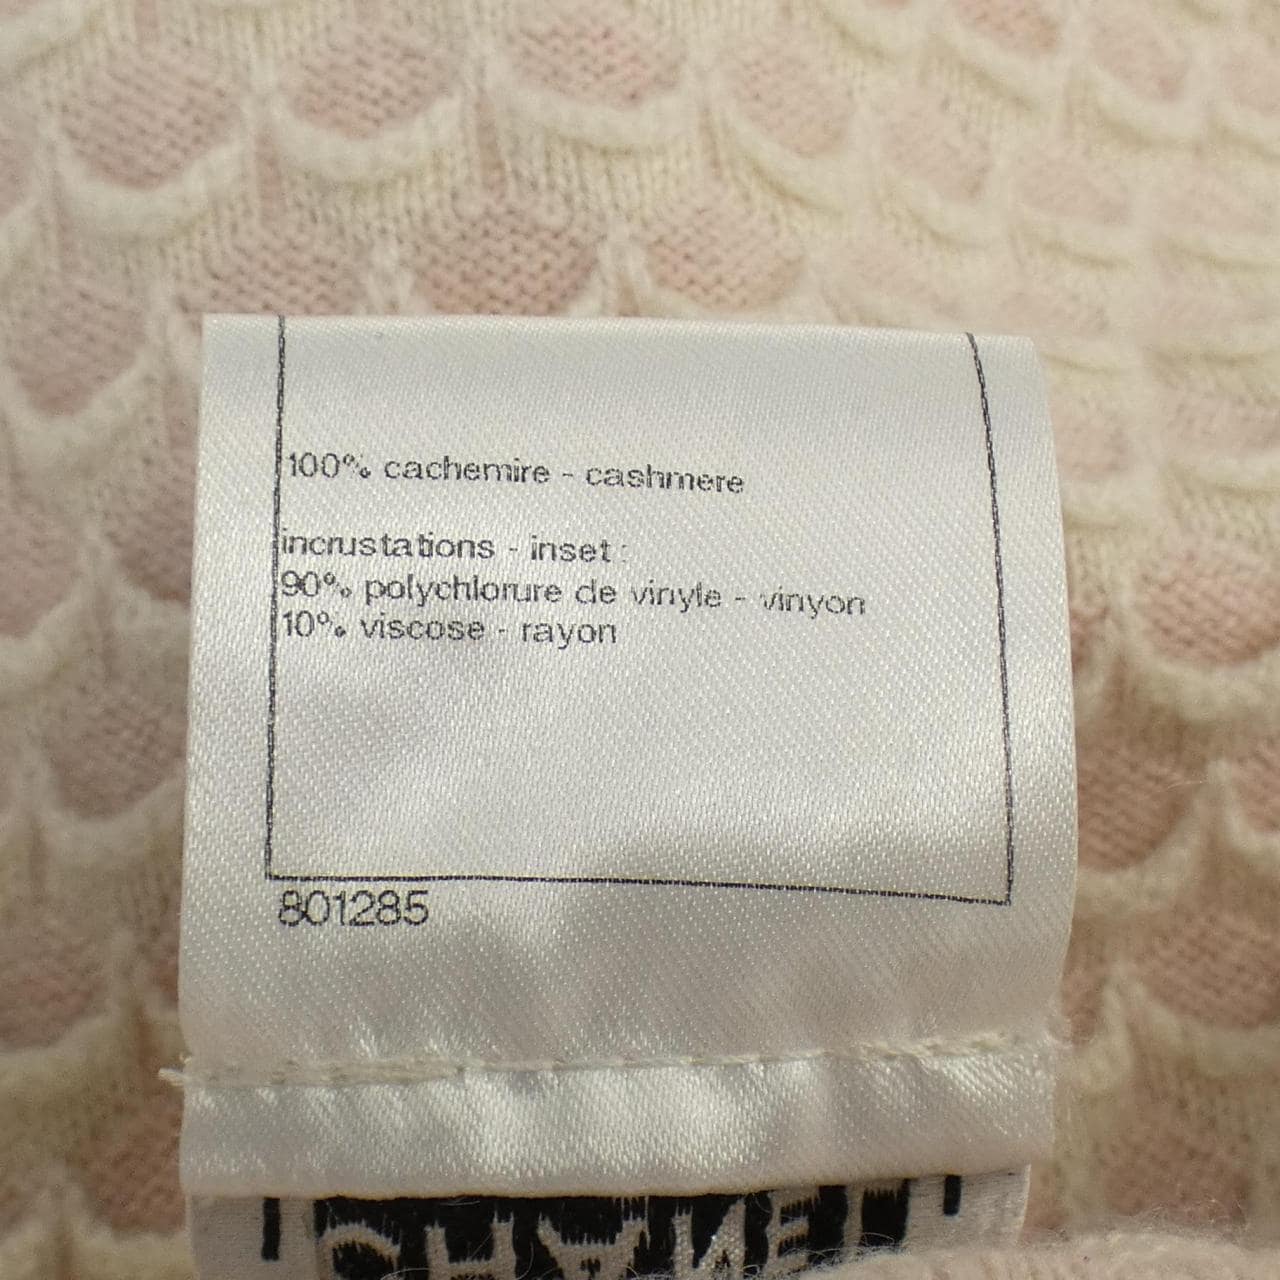 100% cachemire - cashmere
incrustations - inset :
90% polychlorure de vinyle - vinyon
10% viscose - rayon
801285